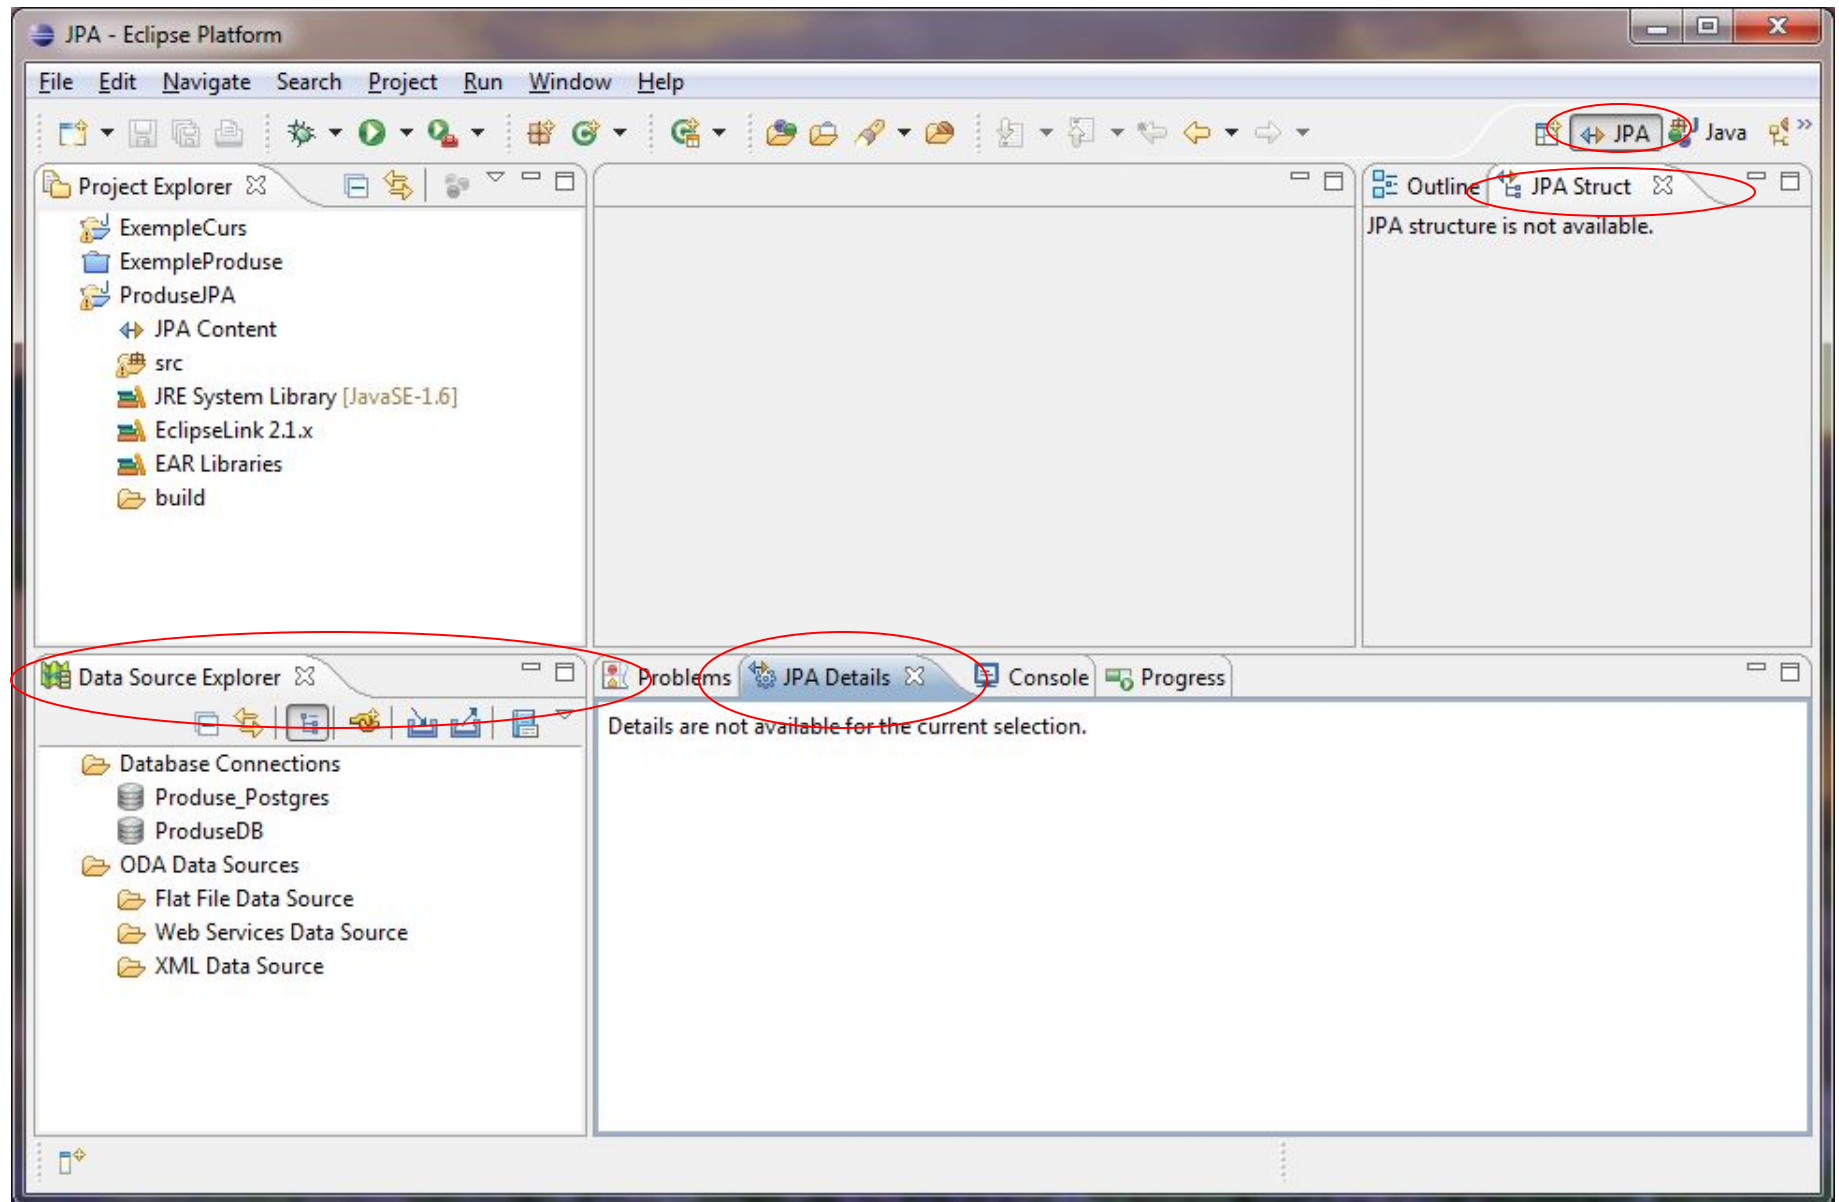 JPA - Eclipse Platform
File Edit Navigate Search Project Run Window Help
JPA Java
Project Explorer
Outline JPA Struct
ExempleCurs
JPA structure is not available.
ExempleProduse
ProduseJPA
JPA Content
src
JRE System Library [JavaSE-1.6]
EclipseLink 2.1.x
EAR Libraries
build
Data Source Explorer
Problems JPA Details Console Progress
Details are not available for the current selection.
Database Connections
Produse_Postgres
ProduseDB
ODA Data Sources
Flat File Data Source
Web Services Data Source
XML Data Source